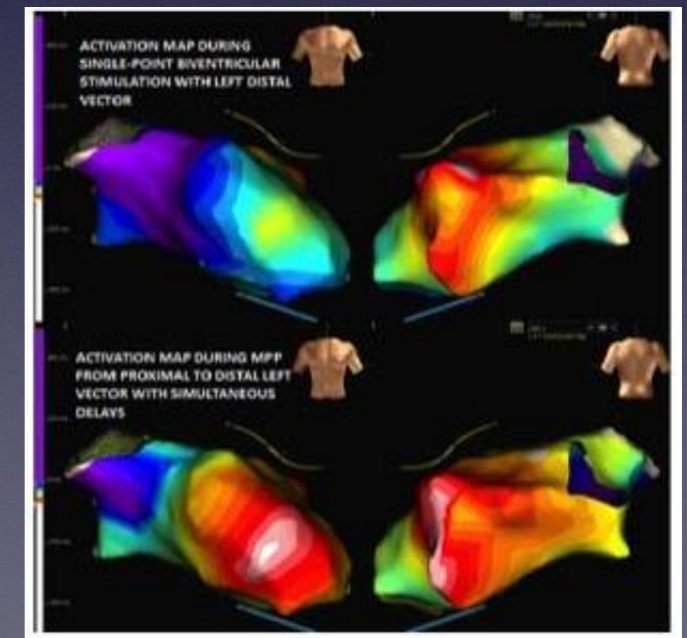 ACTIVATION MAP DURING
SINGLE-POINT BIVENTRICULAR
STIMULATION WITH LEFT DISTAL
VECTOR
ACTIVATION MAP DURING MPP
FROM PROXIMAL TO DISTAL LEFT
VECTOR WITH SIMULTANEOUS
DELAYS